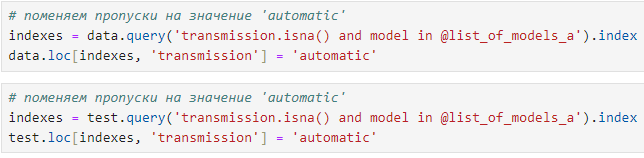 # поменяем пропуски на значение 'automatic'
indexes = data.query('transmission.isna() and model in @list_of_models_a').index
data.loc[indexes, 'transmission'] = 'automatic'
# поменяем пропуски на значение 'automatic'
indexes = test.query('transmission.isna() and model in @list_of_models_a').index
test.loc[indexes, 'transmission'] = 'automatic'